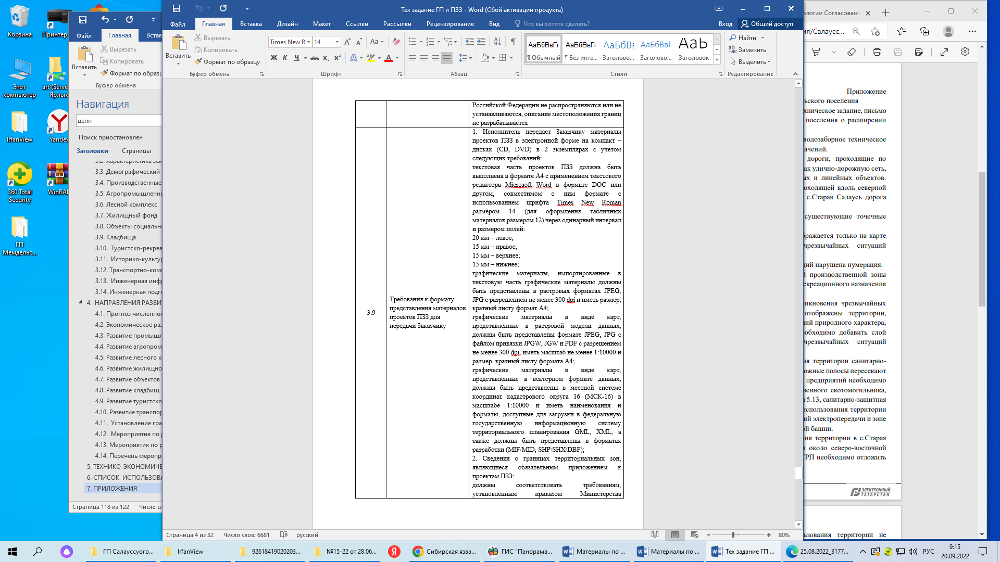 Корзина
Принтер-
Этот
компьютер
art (Serve
Ярлык
IrfanView
Yandex
360 Total
Security
WinRAR
ГП
Мемдельс...
Файл
Главная
Встав
Вставить
Вырезать
Копировать
Формат по образц
Буфер обмена
Навигация
ценн
Поиск приостановлен
Заголовки
Страницы
3.3. Демографический
3.4. Производственные
3.5. Агропромышленны
3.6. Лесной комплекс
3.7. Жилищный фонд
3.8. Объекты социальн
3.9. Кладбища
3.10. Туристско-рекреа
3.11. Историко-культур
3.12. Транспортно-ком
3.13. Инженерная инфр
3.14. Инженерная подго
4. НАПРАВЛЕНИЯ РАЗВИТ
4.1. Прогноз численнос
4.2. Экономическое раз
4.3. Развитие промышл
4.4. Развитие агропром
4.5. Развитие лесного к
4.6. Развитие жилищно
4.7. Развитие объектов
4.8. Развитие кладбищ
4.9. Развитие туристско
4.10. Развитие транспор
4.11. Установление гра
4.12. Мероприятия по р
4.13. Мероприятия по р
4.14. Перечень меропр
5. ТЕХНИКО-ЭКОНОМИЧЕ
6. СПИСОК ИСПОЛЬЗОВА
7. ПРИЛОЖЕНИЯ
Страница 118 из 122
Число сл
Тех задание ГП и ПЗЗ - Word (Сбой активации продукта)
Файл
Главная
Вставка
Дизайн
Макет
Ссылки
Рассылки
Рецензирование
Вид
Что вы хотите сделать?
Вход
Общий доступ
Вставить
Вырезать
Копировать
Формат по образцу
Буфер обмена
Times New R
14
Aa
Ж К Ч abc x₂ x²
Шрифт
Абзац
АаБбВвГг
¶ Обычный
АаБбВвГг
¶ Без инте...
АаБбВв
Заголово...
АаБбВвГ
Заголово...
АаЬ
Заголовок
Стили
Найти
Заменить
Выделить
Редактирование
Российской Федерации не распространяются или не
устанавливаются, описание местоположения границ
не разрабатывается
3.9
Требования к формату
представления материалов
проектов ПЗЗ для
передачи Заказчику
1. Исполнитель передает Заказчику материалы
проектов ПЗЗ в электронной форме на компакт –
дисках (CD, DVD) в 2 экземплярах с учетом
следующих требований:
текстовая часть проектов ПЗЗ должна быть
выполнена в формате А4 с применением текстового
редактора Microsoft Word в формате DOC или
другом, совместимом с ним формате с
использованием шрифта Times New Roman
размером 14 (для оформления табличных
материалов размером 12) через одинарный интервал
и размером полей:
20 мм – левое;
15 мм – правое;
15 мм – верхнее;
15 мм – нижнее;
графические материалы, импортированные в
текстовую часть графические материалы должны
быть представлены в растровых форматах JPEG,
JPG с разрешением не менее 300 dpi и иметь размер,
кратный листу формат А4;
графические материалы в виде карт,
представленные в растровой модели данных,
должны быть представлены формате JPEG, JPG с
файлом привязки JPGW, JGW и PDF с разрешением
не менее 300 dpi, иметь масштаб не менее 1:10000 и
размер, кратный листу формата А4;
графические материалы в виде карт,
представленные в векторном формате данных,
должны быть представлены в местной системе
координат кадастрового округа 16 (МСК-16) в
масштабе 1:10000 и иметь наименования и
форматы, доступные для загрузки в федеральную
государственную информационную систему
территориального планирования GML, XML, а
также должны быть представлены в форматах
разработки (MIF/MID, SHP\SHX\DBF);
2. Сведения о границах территориальных зон,
являющиеся обязательным приложением к
проектам ПЗЗ:
должны соответствовать требованиям,
установленным приказом Министерства
Страница 4 из 32
Число слов: 6681
русский
80%
ологии Согласовано
ия/Салаусс...
Приложение
ьского поселения
хническое задание, письмо
поселения о расширении
водозаборное техническое
ачений.
дороги, проходящие по
ак улично-дорожную сеть,
ых и линейных объектов.
оходящей вдоль северной
с.Старая Салаусь дорога
существующие точечные
бражается только на карте
чрезвычайных ситуаций
ций нарушена нумерация.
й производственной зоны
екреационного назначения
икновения чрезвычайных
отображены территории,
ций природного характера,
обходимо добавить слой
чрезвычайных ситуаций
ия территории санитарно-
ожные полосы пересекают
предприятий необходимо
венного скотомогильника,
и 5.13, санитарно-защитная
использования территории
ий электропередачи и зоне
ой башни.
ия территории в с.Старая
и около северо-восточной
ГРП необходимо отложить
ЭЛЕКТРОННЫЙ
ТАТАРСТАН
ьзования территории не
ГП Салауссуого...
IrfanView
92618419020203...
№15-22 от 28.06...
Я
Сибирская язва...
ГИС "Панорама...
Материалы по ...
Материалы по ...
Тех задание ГП ...
25.08.2022_3177...
РУС
9:15
20.09.2022